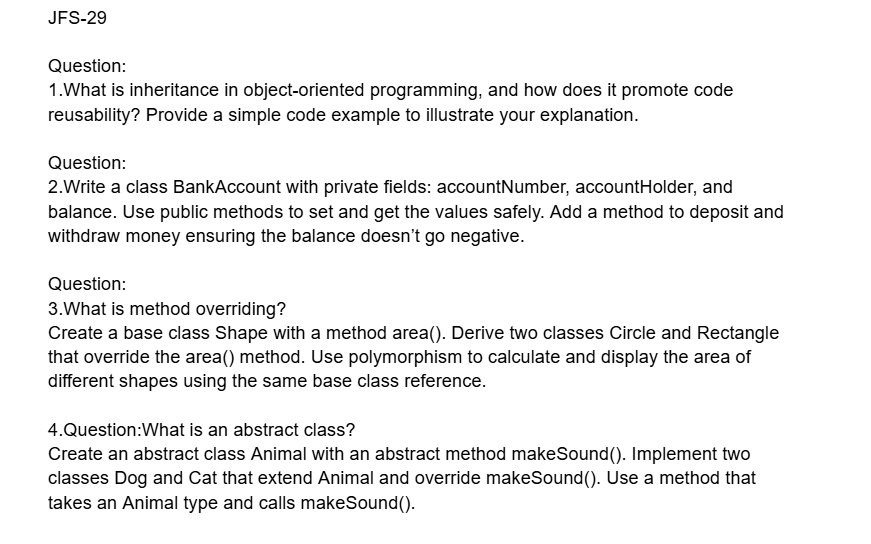 JFS-29
Question:
1.What is inheritance in object-oriented programming, and how does it promote code
reusability? Provide a simple code example to illustrate your explanation.
Question:
2.Write a class BankAccount with private fields: accountNumber, accountHolder, and
balance. Use public methods to set and get the values safely. Add a method to deposit and
withdraw money ensuring the balance doesn’t go negative.
Question:
3.What is method overriding?
Create a base class Shape with a method area(). Derive two classes Circle and Rectangle
that override the area() method. Use polymorphism to calculate and display the area of
different shapes using the same base class reference.
4.Question:What is an abstract class?
Create an abstract class Animal with an abstract method makeSound(). Implement two
classes Dog and Cat that extend Animal and override makeSound(). Use a method that
takes an Animal type and calls makeSound().